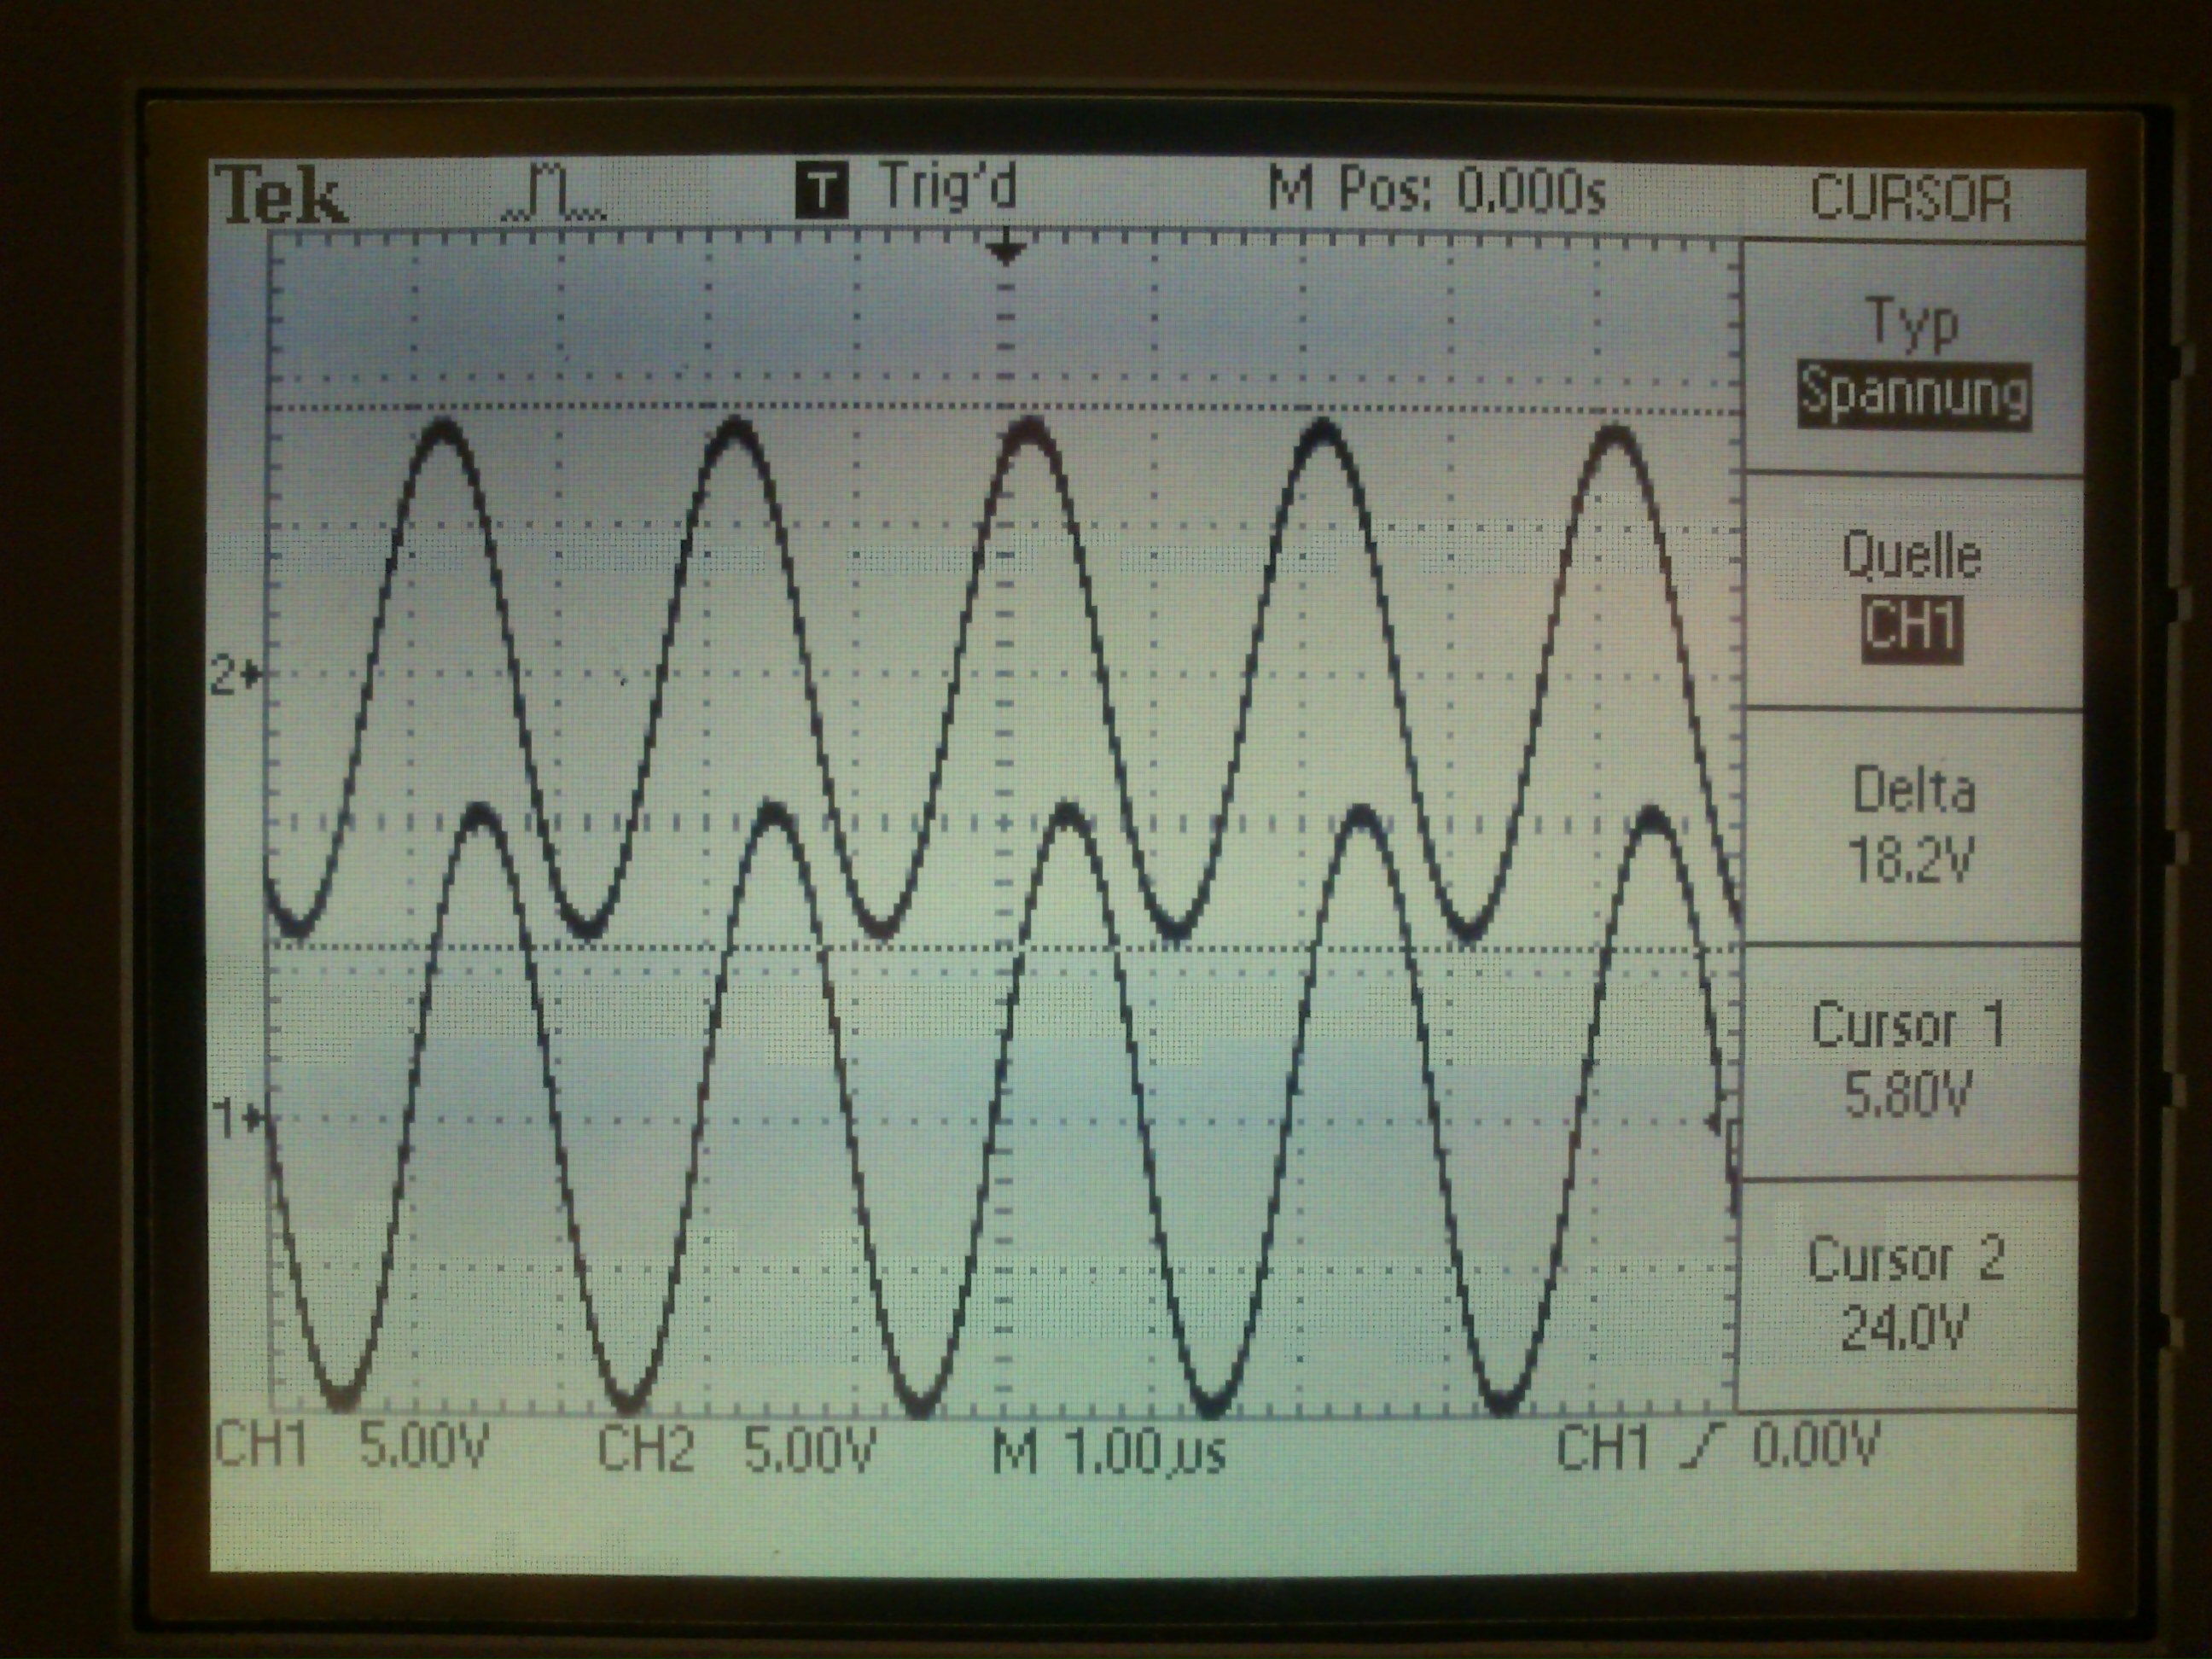 Tek T Trig'd M Pos: 0.000s CURSOR
Typ
Spannung
Quelle
CH1
2
Delta
18.2V
Cursor 1
5.80V
1
Cursor 2
24.0V
CH1 5.00V CH2 5.00V M 1.00µs CH1 0.00V